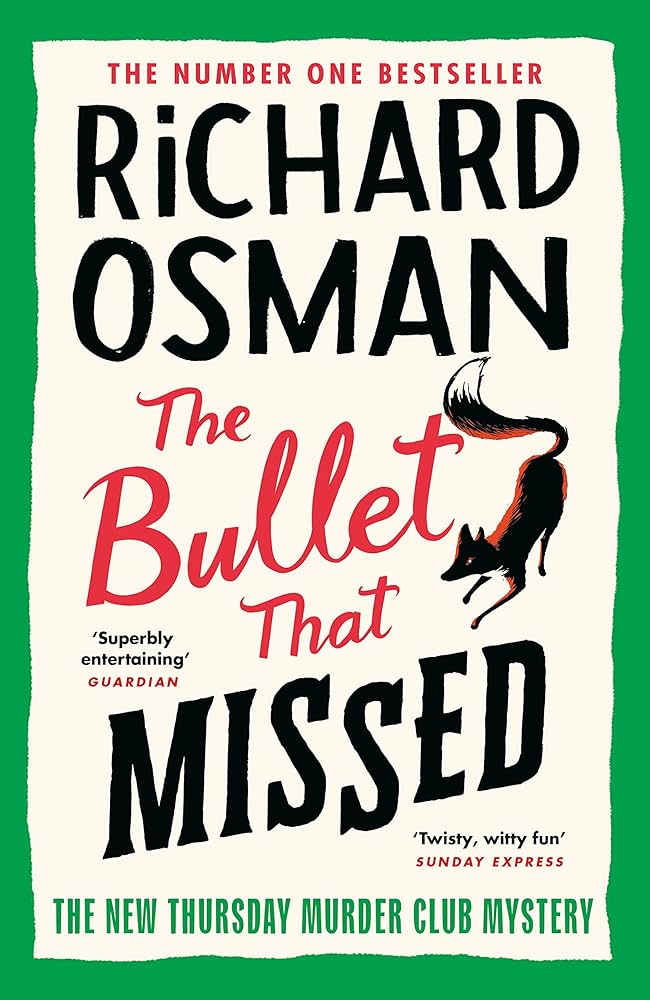 THE NUMBER ONE BESTSELLER
RiCHARD
OSMAN
The
Bullet
That
‘Superbly
entertaining’
GUARDIAN
MISSED
‘Twisty, witty fun’
SUNDAY EXPRESS
THE NEW THURSDAY MURDER CLUB MYSTERY